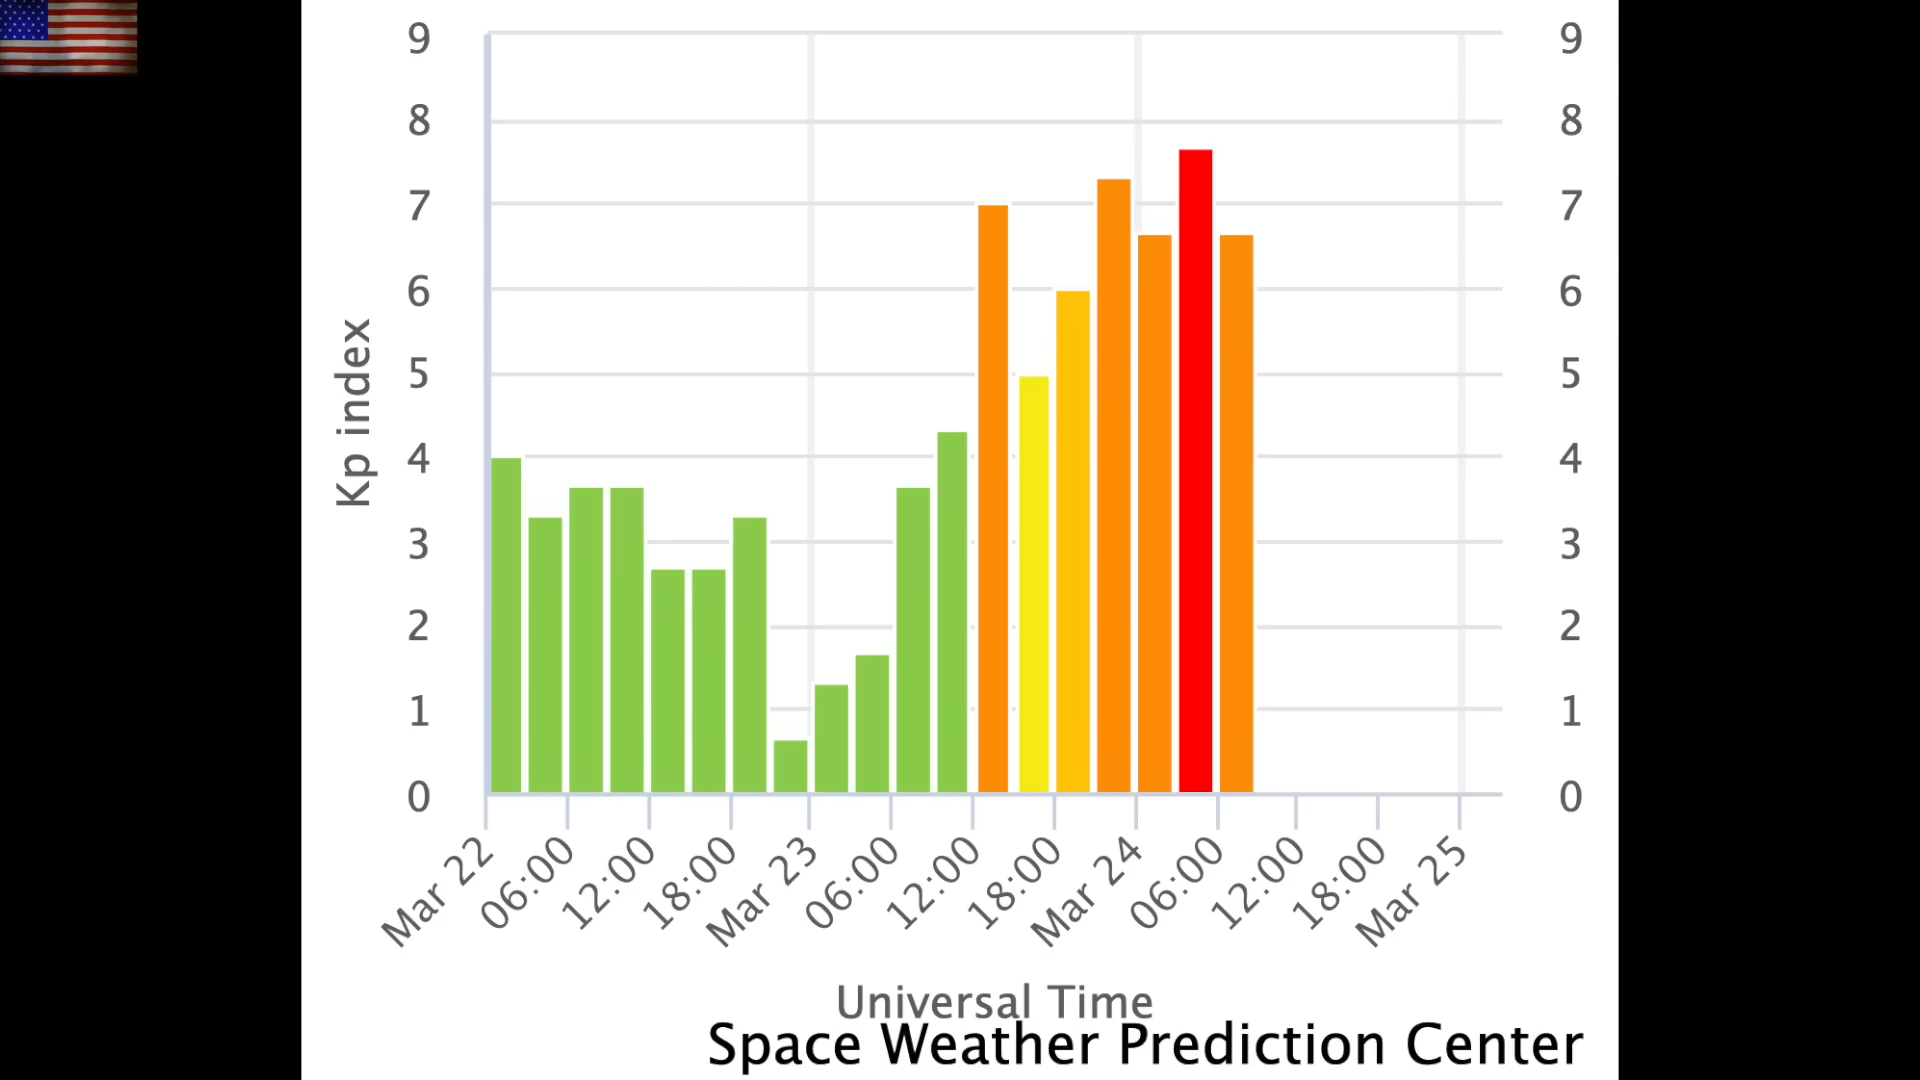 9 9
8 8
7 7
6 6
5 5
4 4
3 3
2 2
1 1
0 0
Kp index
Mar 22 06:00 12:00 18:00 Mar 23 06:00 12:00 18:00 Mar 24 06:00 12:00 18:00 Mar 25
Universal Time
Space Weather Prediction Center